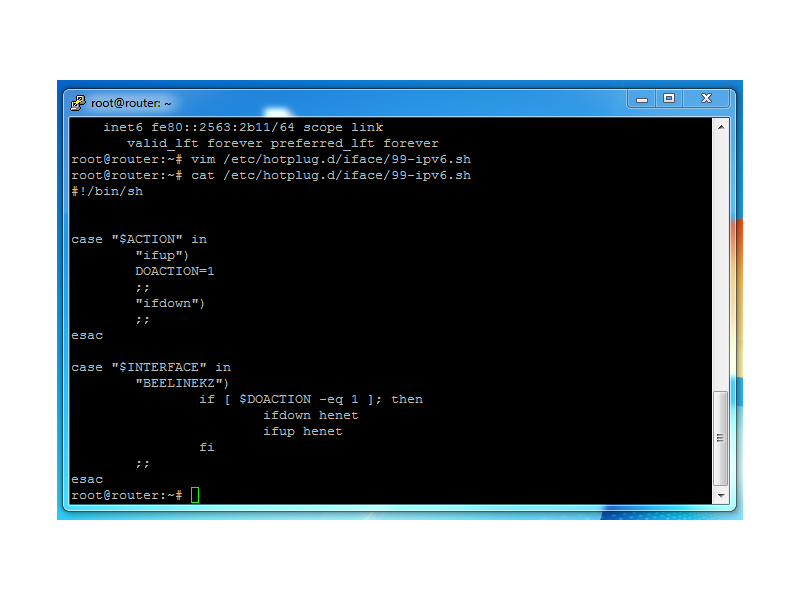 root@router: ~
inet6 fe80::2563:2b11/64 scope link
valid_lft forever preferred_lft forever
root@router:~# vim /etc/hotplug.d/iface/99-ipv6.sh
root@router:~# cat /etc/hotplug.d/iface/99-ipv6.sh
#!/bin/sh
case "$ACTION" in
"ifup")
DOACTION=1
;;
"ifdown")
;;
esac
case "$INTERFACE" in
"BEELINEKZ")
if [ $DOACTION -eq 1 ]; then
ifdown henet
ifup henet
fi
;;
esac
root@router:~#